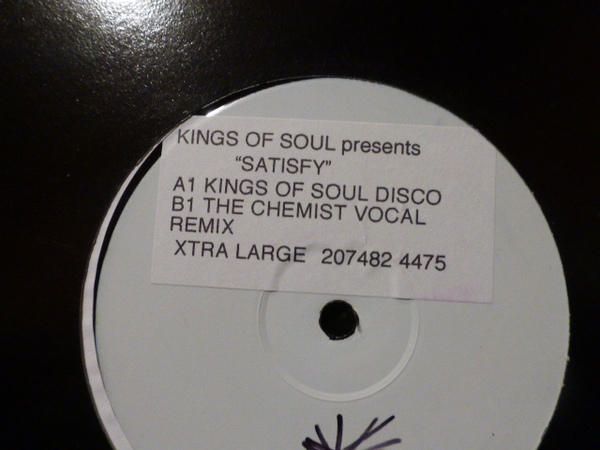 KINGS OF SOUL presents
“SATISFY”
A1 KINGS OF SOUL DISCO
B1 THE CHEMIST VOCAL
REMIX
XTRA LARGE 207482 4475